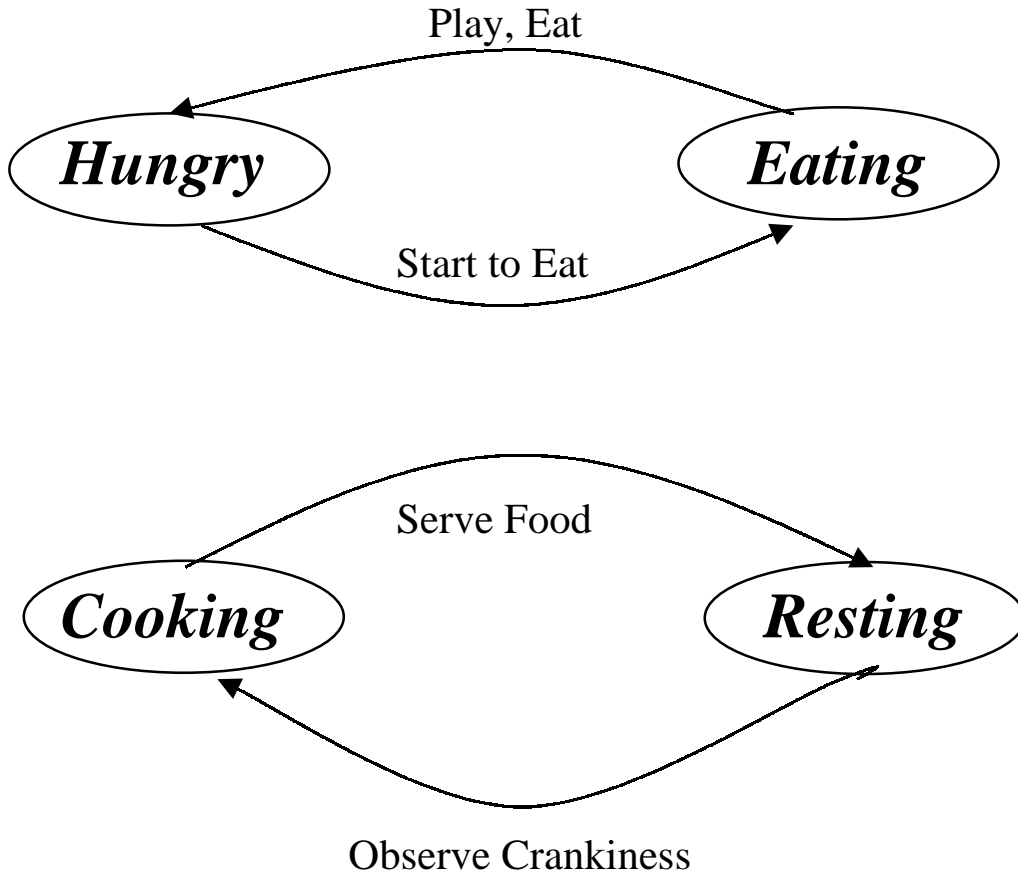 Play, Eat
Hungry
Eating
Start to Eat
Serve Food
Cooking
Resting
Observe Crankiness